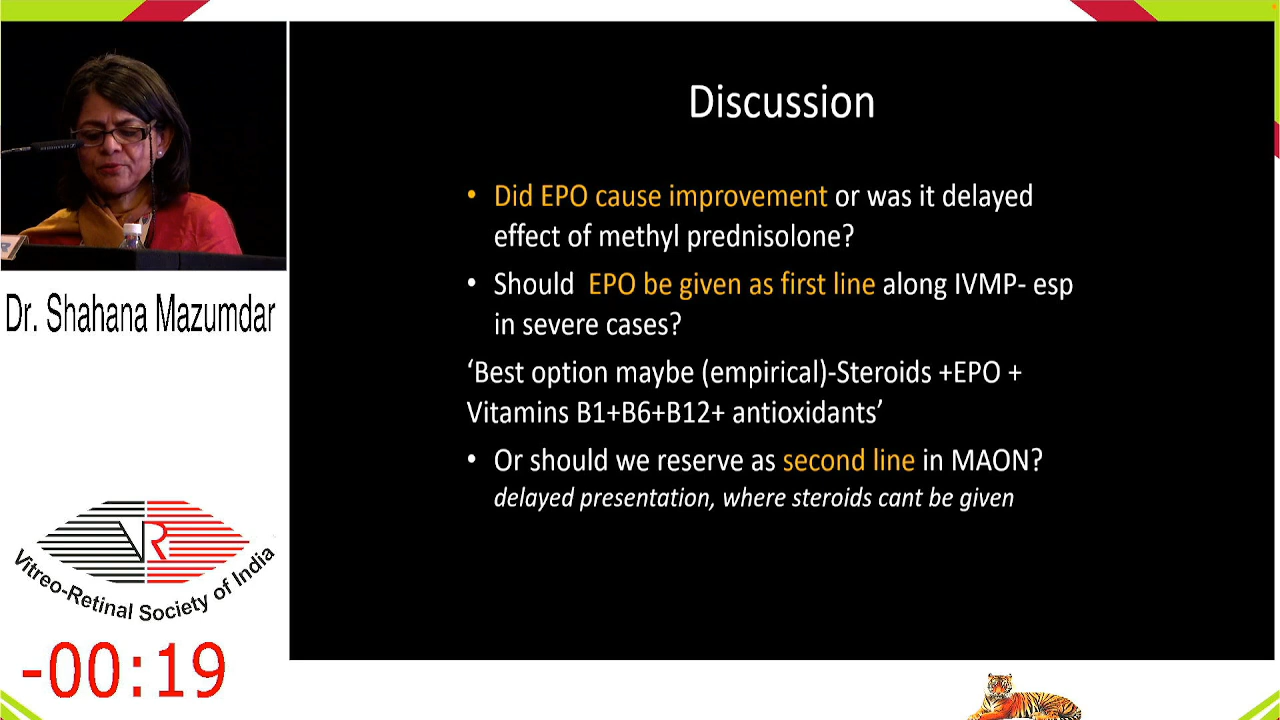 Discussion
• Did EPO cause improvement or was it delayed
effect of methyl prednisolone?
• Should EPO be given as first line along IVMP- esp
in severe cases?
‘Best option maybe (empirical)-Steroids +EPO +
Vitamins B1+B6+B12+ antioxidants’
• Or should we reserve as second line in MAON?
delayed presentation, where steroids cant be given
Dr. Shahana Mazumdar
VR
Vitreo-Retinal Society of India
-00:19